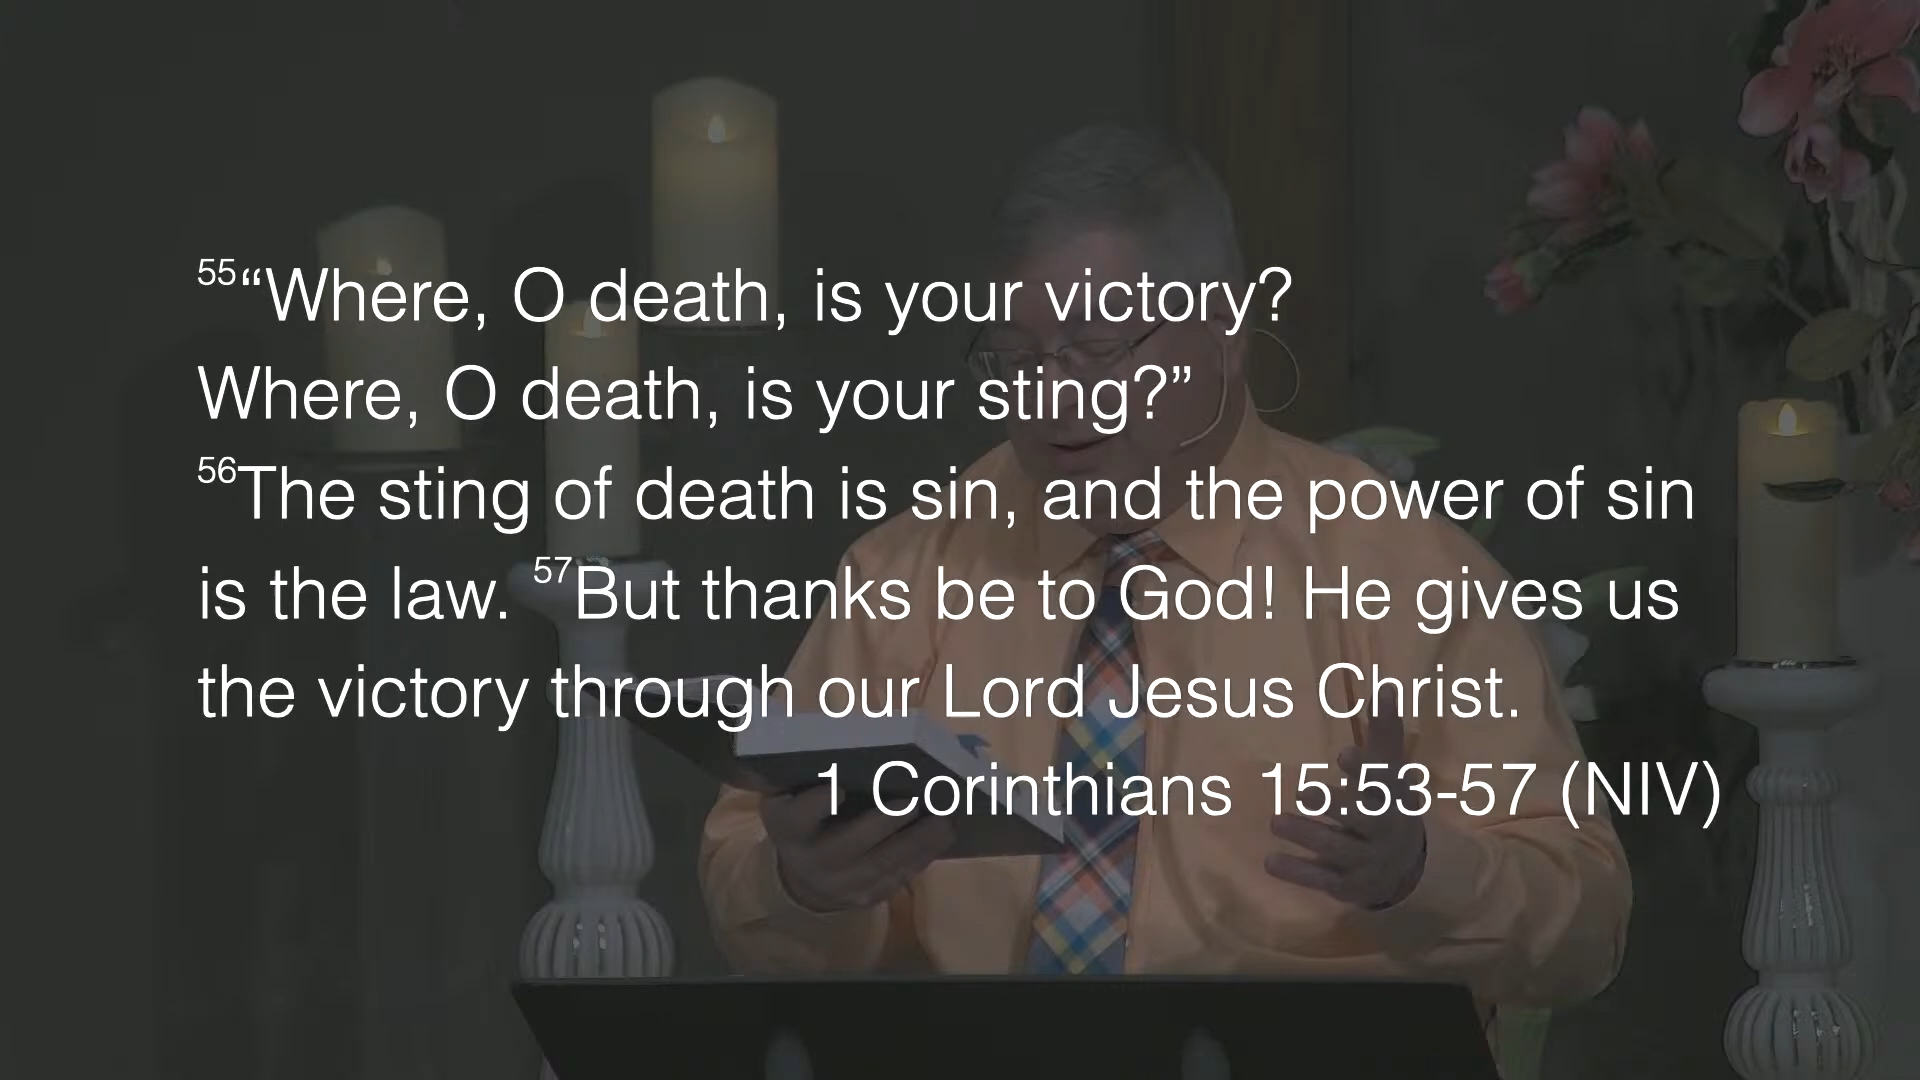 55“Where, O death, is your victory?
Where, O death, is your sting?”
56The sting of death is sin, and the power of sin
is the law. 57But thanks be to God! He gives us
the victory through our Lord Jesus Christ.
1 Corinthians 15:53-57 (NIV)